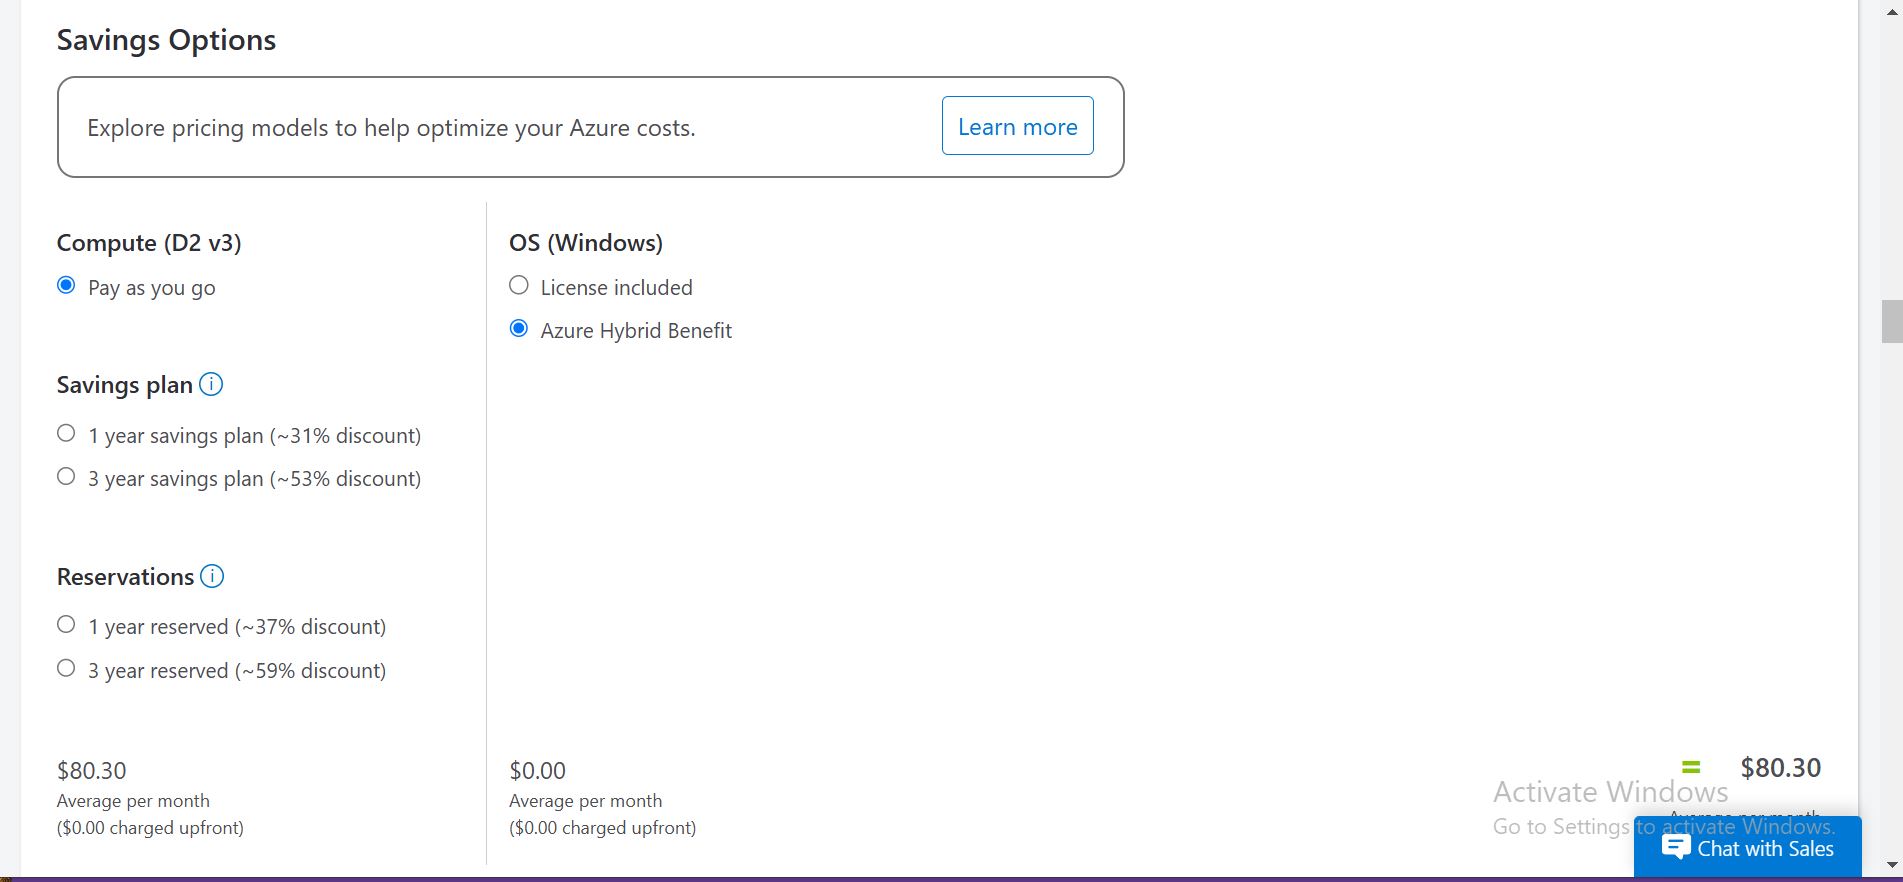 Savings Options
Explore pricing models to help optimize your Azure costs.
Learn more
Compute (D2 v3)
Pay as you go
Savings plan
1 year savings plan (~31% discount)
3 year savings plan (~53% discount)
Reservations
1 year reserved (~37% discount)
3 year reserved (~59% discount)
$80.30
Average per month
($0.00 charged upfront)
OS (Windows)
License included
Azure Hybrid Benefit
$0.00
Average per month
($0.00 charged upfront)
= $80.30
Average per month
Activate Windows
Go to Settings to activate Windows.
Chat with Sales